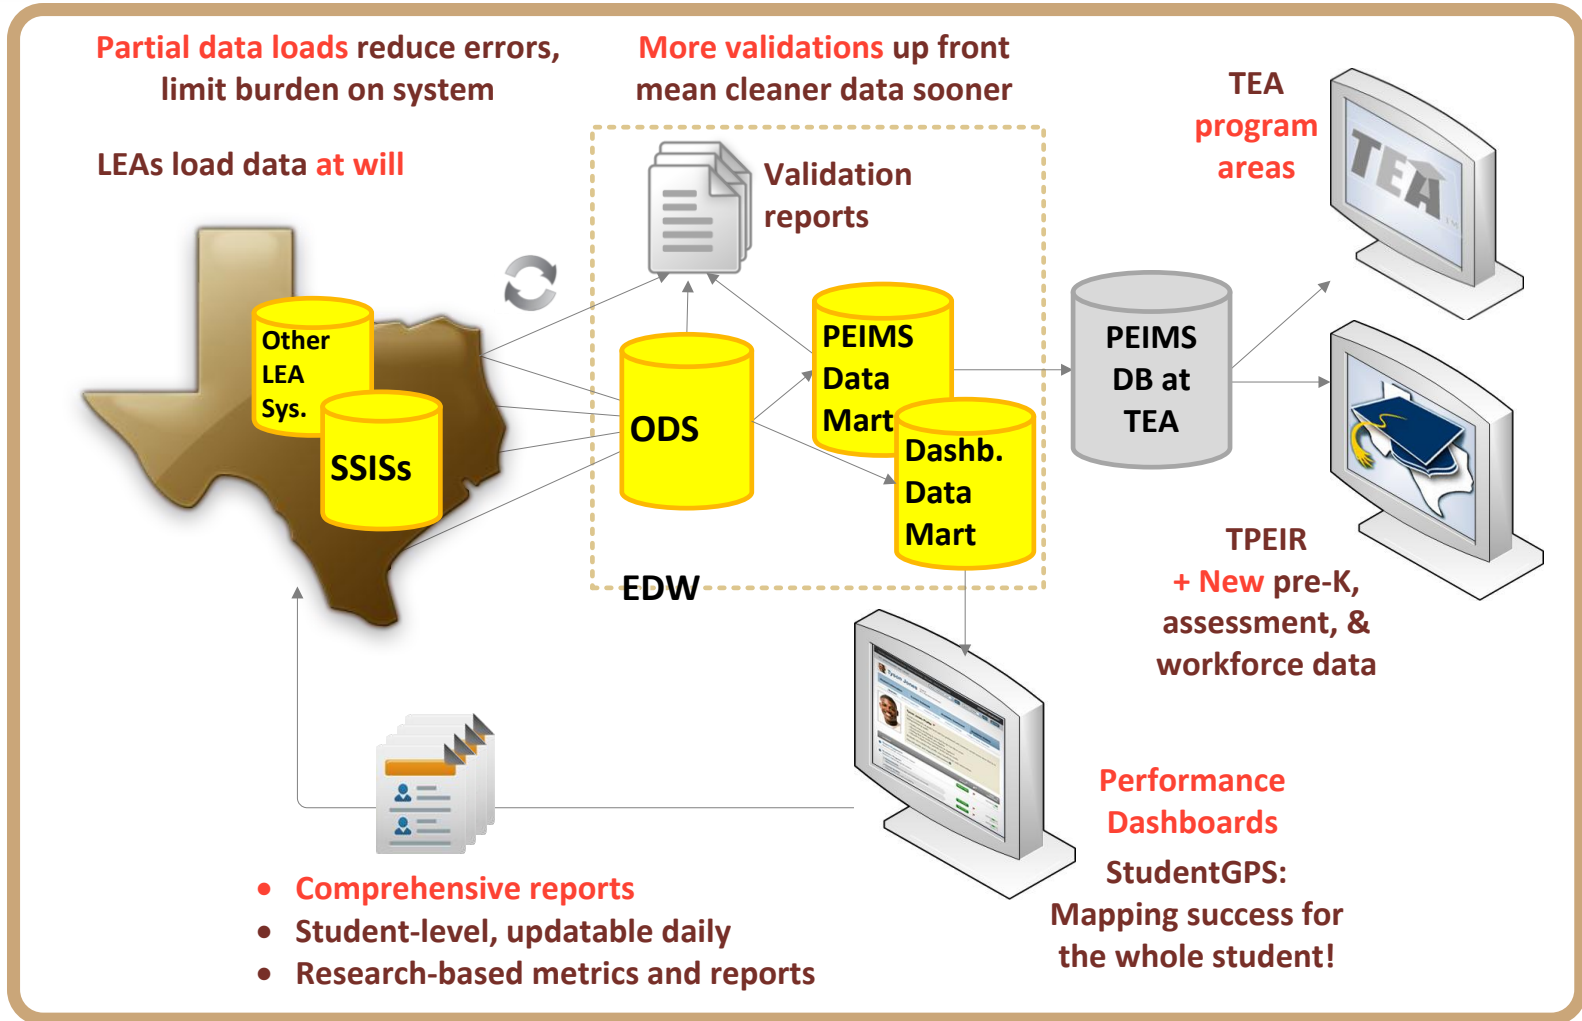 Partial data loads reduce errors,
limit burden on system
More validations up front
mean cleaner data sooner
TEA
program
areas
TEA
LEAs load data at will
Validation
reports
Other
LEA
Sys.
SSISs
ODS
PEIMS
Data
Mart
Dashb.
Data
Mart
EDW
PEIMS
DB at
TEA
TPEIR
+ New pre-K,
assessment, &
workforce data
Tyson Jones
Performance
Dashboards
StudentGPS:
Mapping success for
the whole student!
• Comprehensive reports
• Student-level, updatable daily
• Research-based metrics and reports